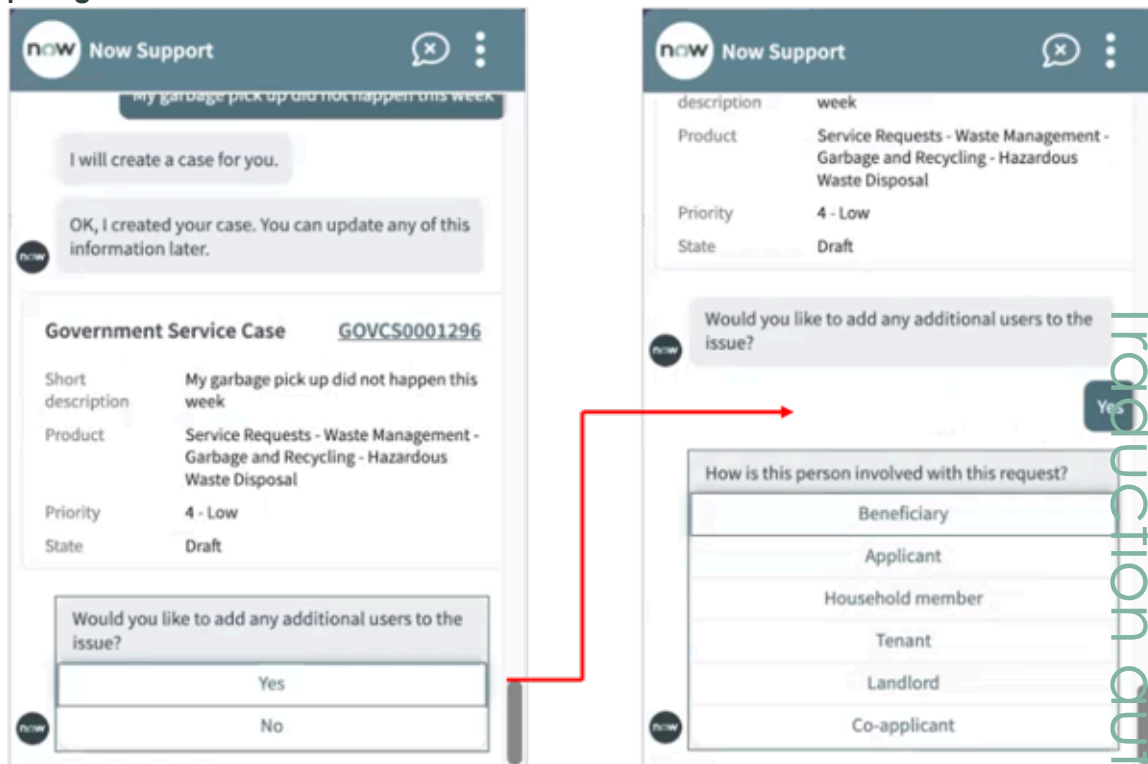 now Now Support
My garbage pick up did not happen this week
I will create a case for you.
OK, I created your case. You can update any of this
information later.
now
Government Service Case GOVCS0001296
Short
description
My garbage pick up did not happen this
week
Product
Service Requests - Waste Management -
Garbage and Recycling - Hazardous
Waste Disposal
Priority 4 - Low
State Draft
Would you like to add any additional users to the
issue?
Yes
now No
now Now Support
description week
Product
Service Requests - Waste Management -
Garbage and Recycling - Hazardous
Waste Disposal
Priority 4 - Low
State Draft
Would you like to add any additional users to the
issue?
now
Yes
How is this person involved with this request?
Beneficiary
Applicant
Household member
Tenant
Landlord
now Co-applicant